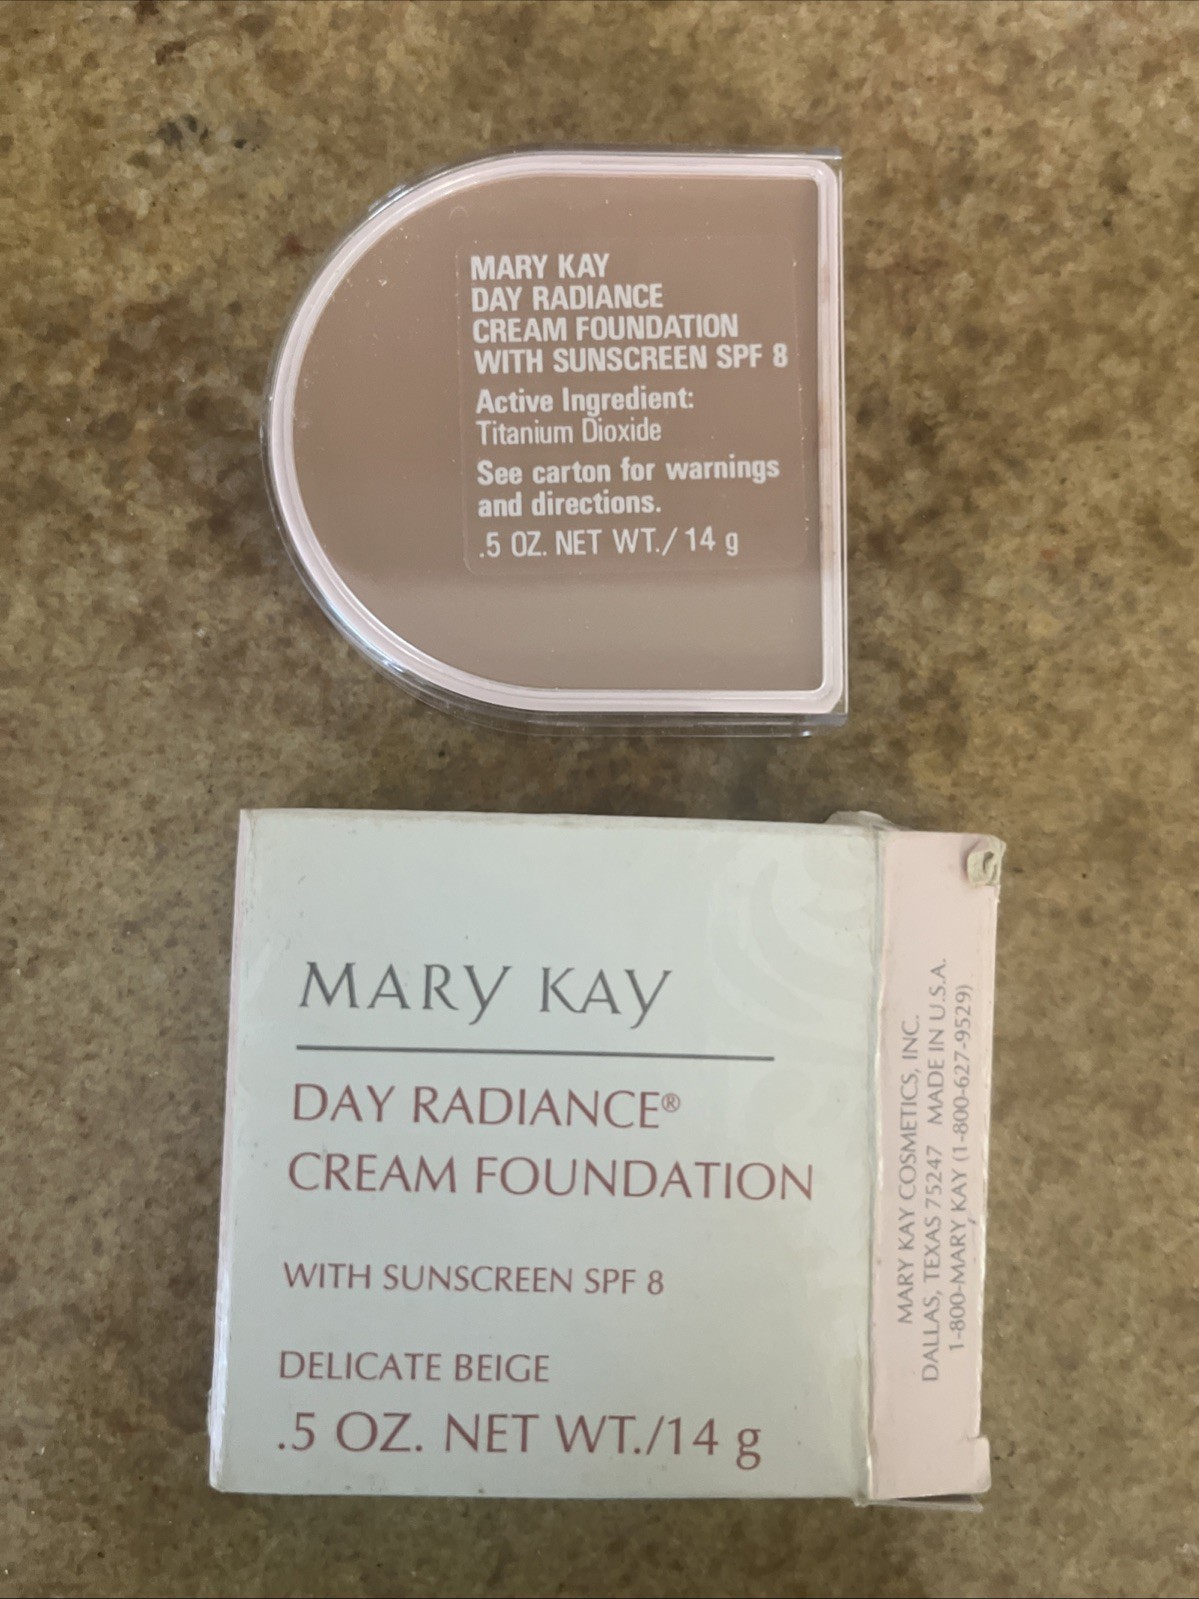 MARY KAY
DAY RADIANCE
CREAM FOUNDATION
WITH SUNSCREEN SPF 8
Active Ingredient:
Titanium Dioxide
See carton for warnings
and directions.
.5 OZ. NET WT./ 14 g
MARY KAY
DAY RADIANCE®
CREAM FOUNDATION
WITH SUNSCREEN SPF 8
DELICATE BEIGE
.5 OZ. NET WT./14 g
MARY KAY COSMETICS, INC.
DALLAS, TEXAS 75247 MADE IN U.S.A.
1-800-MARY KAY (1-800-627-9529)